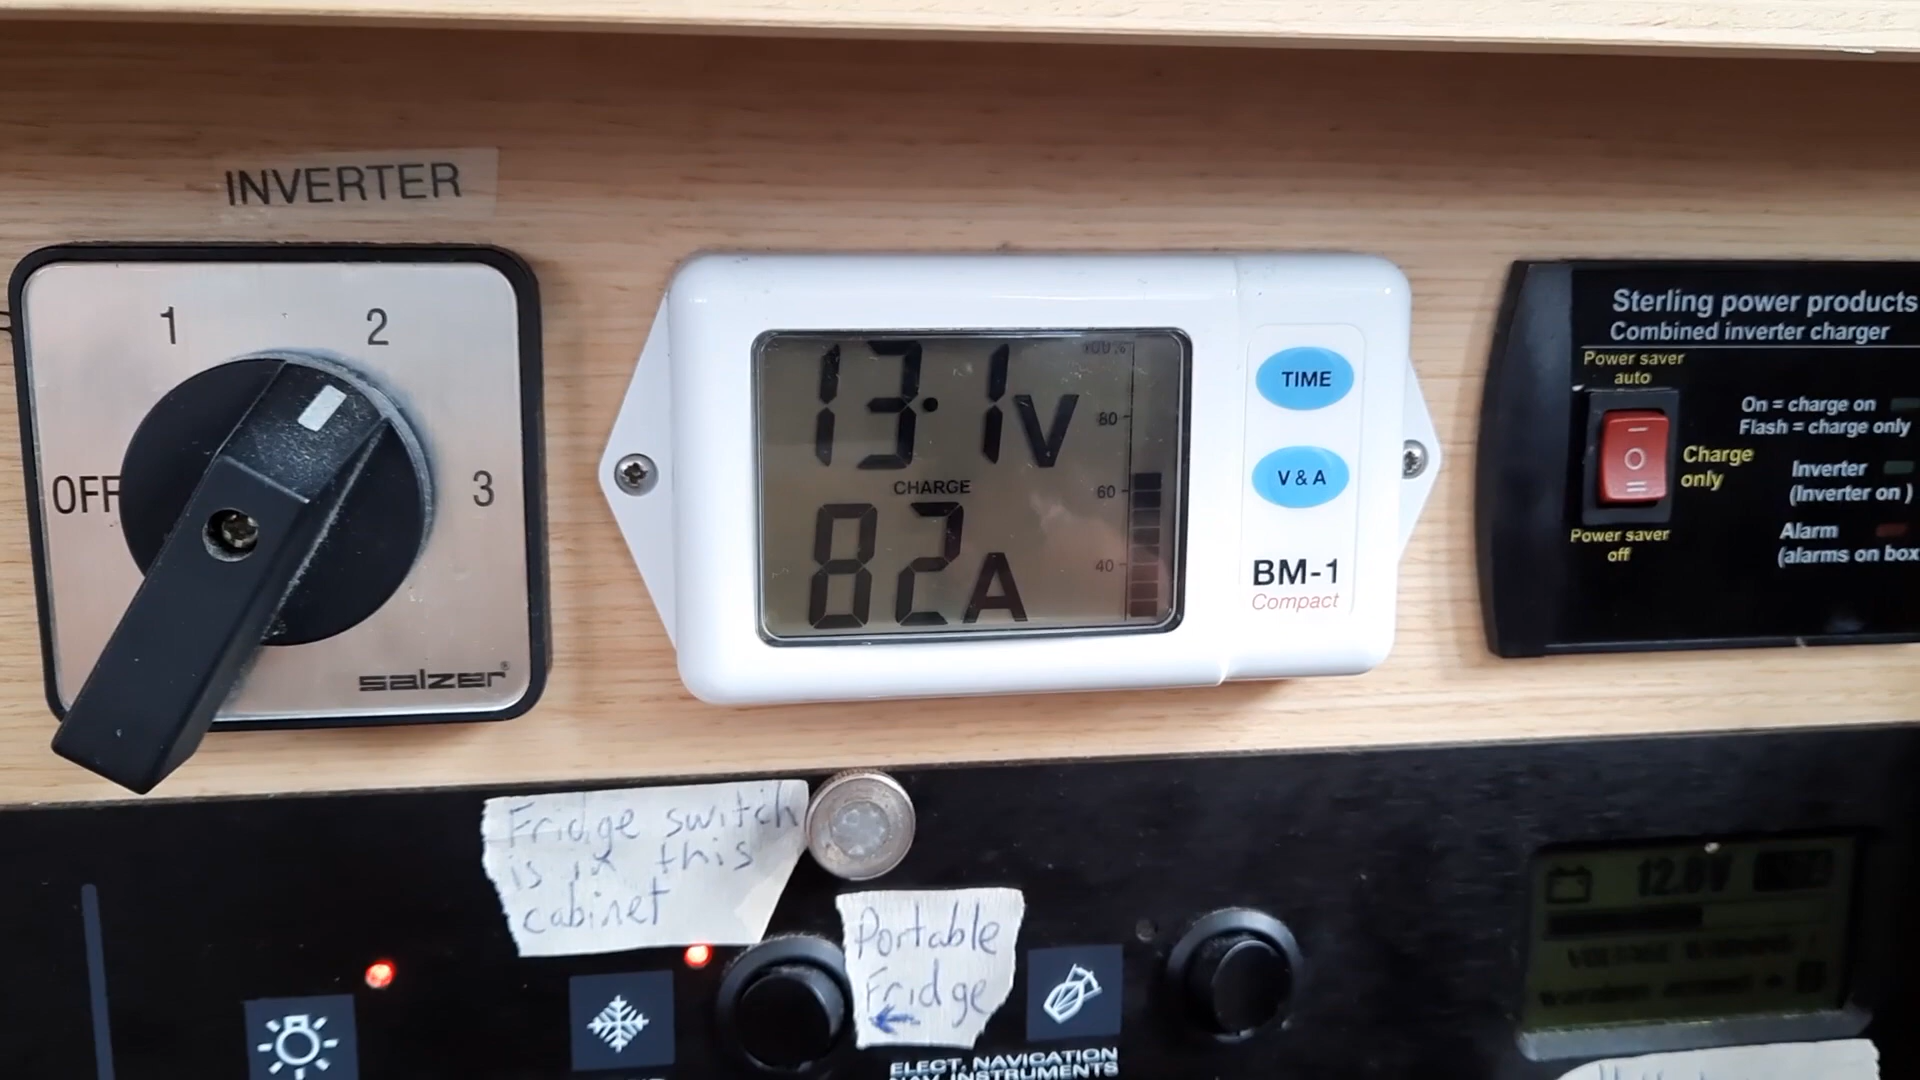 INVERTER
1
2
OFF
3
salzer®
13.1V
CHARGE
82A
100%
80
60
40
TIME
V & A
BM-1
Compact
Sterling power products
Combined inverter charger
Power saver
auto
On = charge on
Flash = charge only
Charge
only
Inverter
(Inverter on )
Power saver
off
Alarm
(alarms on box
Fridge switch
is in this
cabinet
Portable
Fridge
ELECT. NAVIGATION
NAV. INSTRUMENTS